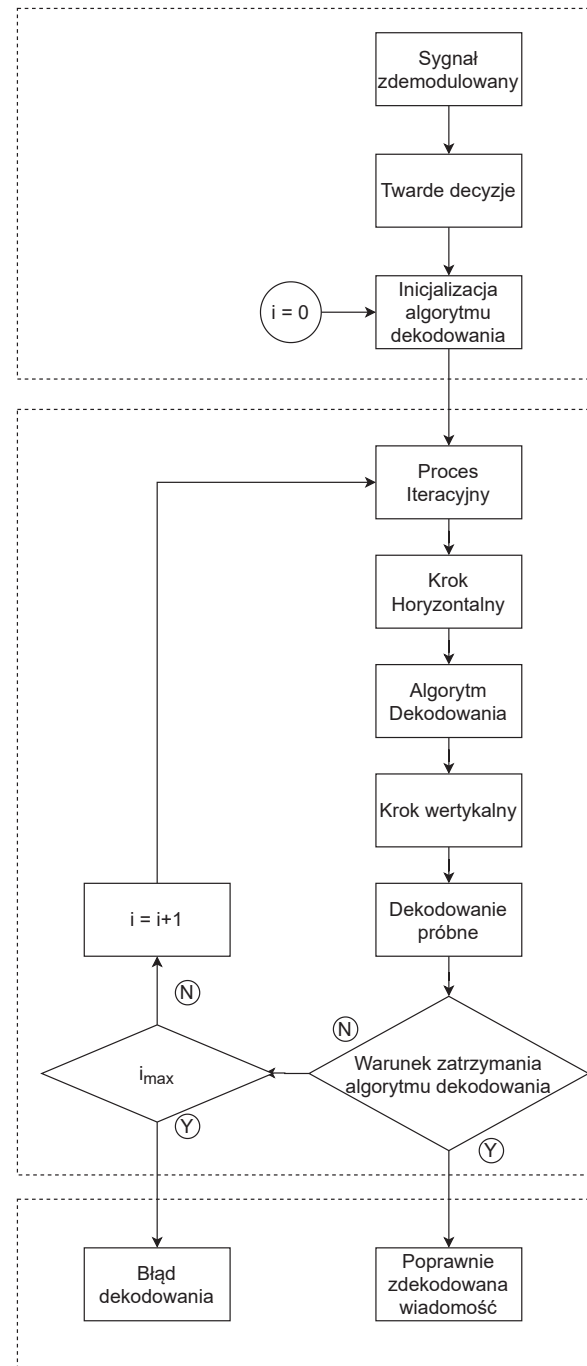 Sygnał
zdemodulowany
Twarde decyzje
i = 0
Inicjalizacja
algorytmu
dekodowania
Proces
Iteracyjny
Krok
Horyzontalny
Algorytm
Dekodowania
Krok wertykalny
i = i+1
Dekodowanie
próbne
N
N
imax
Warunek zatrzymania
algorytmu dekodowania
Y
Y
Błąd
dekodowania
Poprawnie
zdekodowana
wiadomość